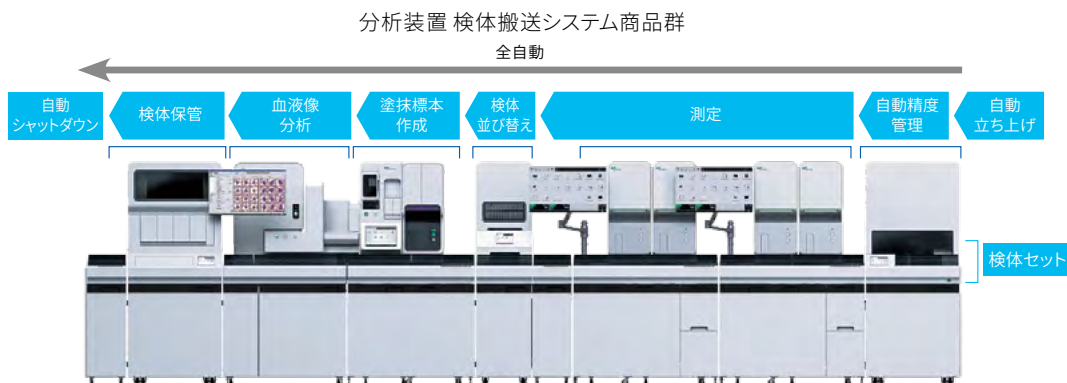 分析装置 検体搬送システム商品群
全自動
自動
シャットダウン
検体保管
血液像
分析
塗抹標本
作成
検体
並び替え
測定
自動精度
管理
自動
立ち上げ
検体セット